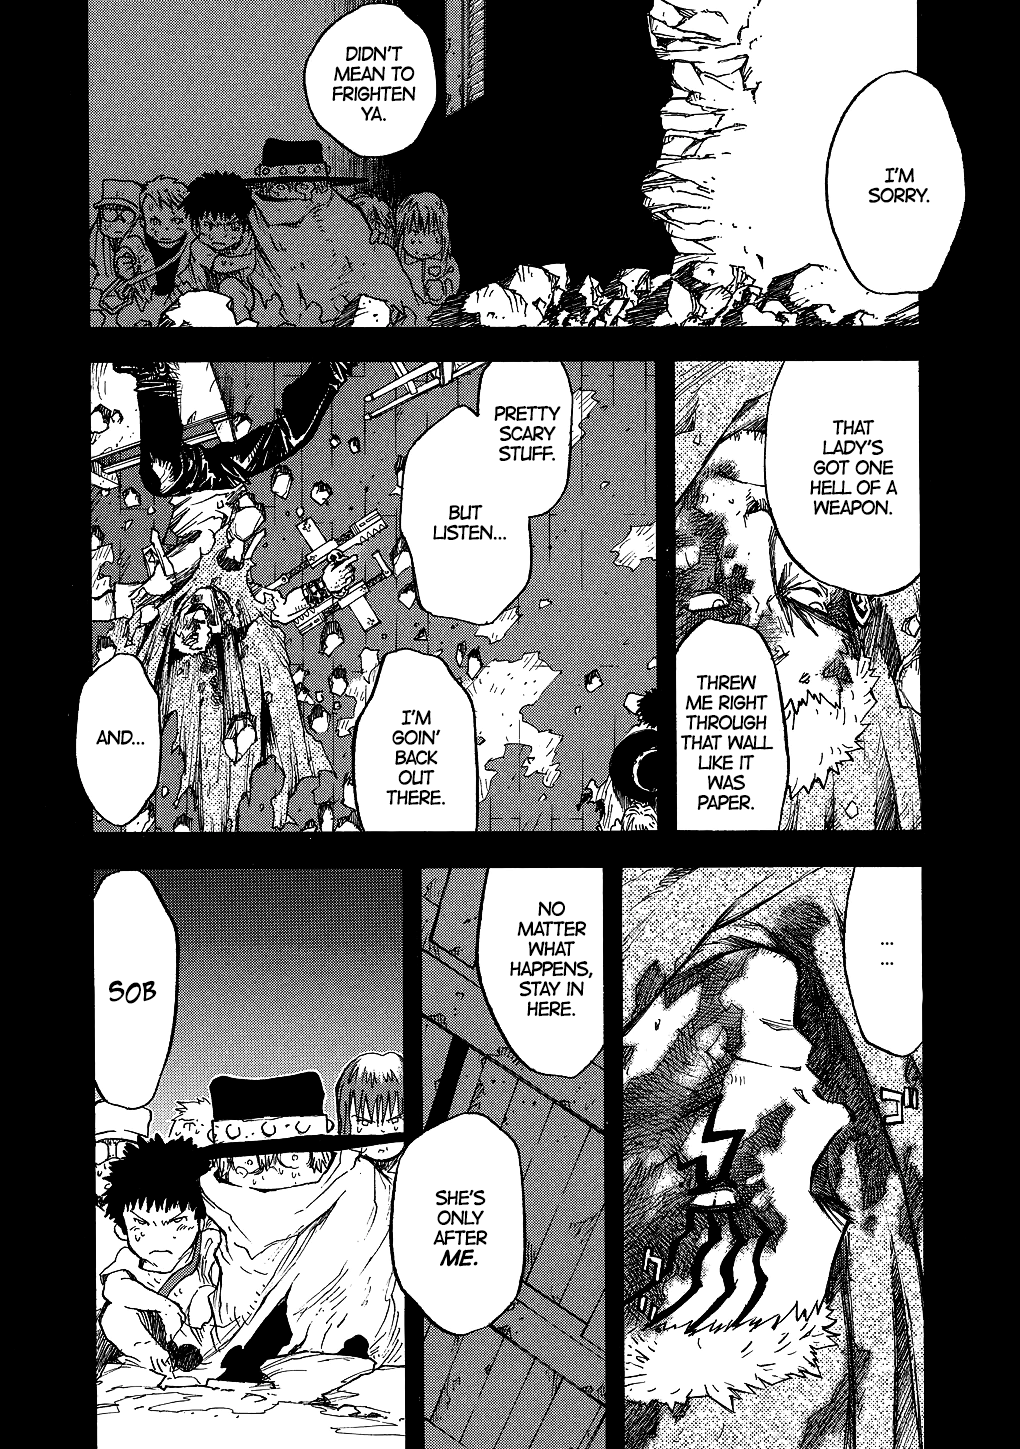 I'M
SORRY.
DIDN'T
MEAN TO
FRIGHTEN
YA.
THAT
LADY'S
GOT ONE
HELL OF A
WEAPON.
THREW
ME RIGHT
THROUGH
THAT WALL
LIKE IT
WAS
PAPER.
PRETTY
SCARY
STUFF.
BUT
LISTEN...
I'M
GOIN'
BACK
OUT
THERE.
AND...
...
...
NO
MATTER
WHAT
HAPPENS,
STAY IN
HERE.
SHE'S
ONLY
AFTER
ME.
SOB